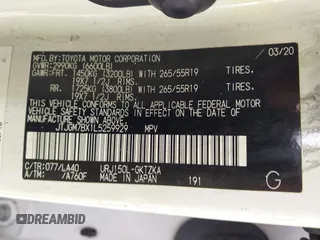 MFD.BY:TOYOTA MOTOR CORPORATION 03/20
GVWR:2990KG(6600LB)
GAWR: FT.1450KG(3200LB) WITH 265/55R19 TIRES,
19X7 1/2J RIMS,
RR.1725KG(3800LB) WITH 265/55R19 TIRES,
19X7 1/2J RIMS.
THIS VEHICLE CONFORMS TO ALL APPLICABLE
FEDERAL MOTOR VEHICLE SAFETY STANDARDS
IN EFFECT ON THE DATE OF MANUFACTURE SHOWN ABOVE.
JTJGM7BX1L5259929 MPV
C/TR:077/LA40 URJ150L-GKTZKA
A/TM: /A760F MADE IN JAPAN 191 G
DREAMBID
DREAMBID.COM